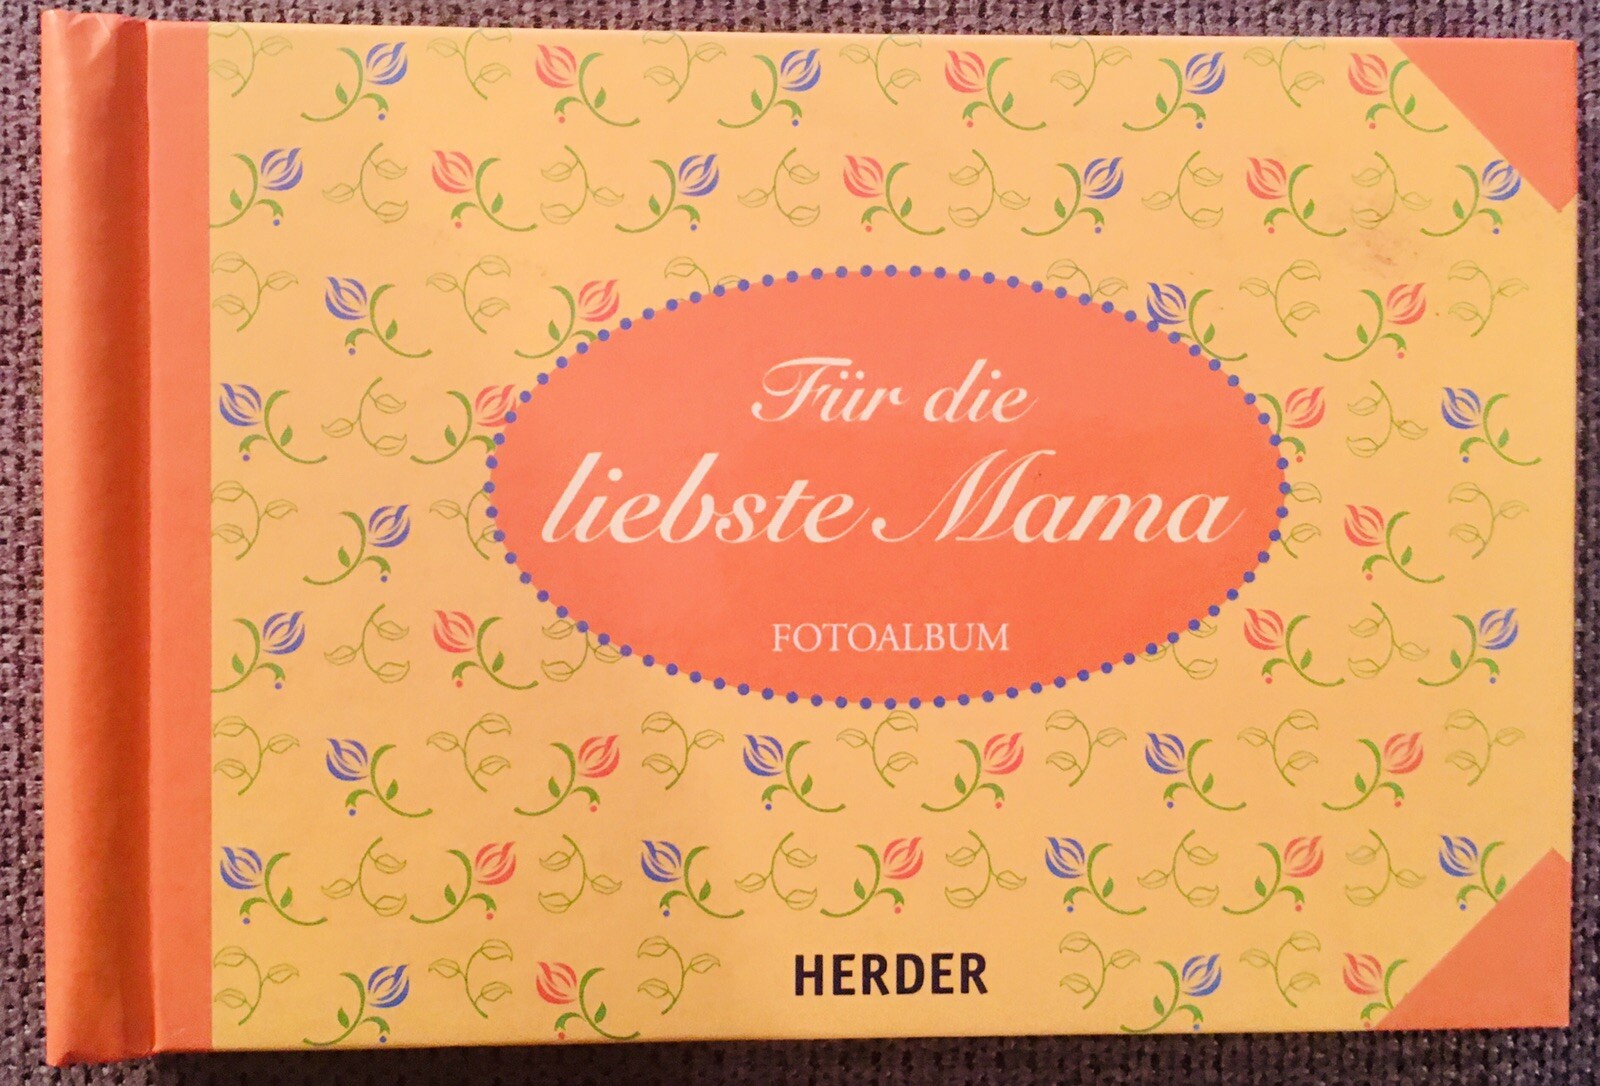 Für die
liebste Mama
FOTOALBUM
HERDER